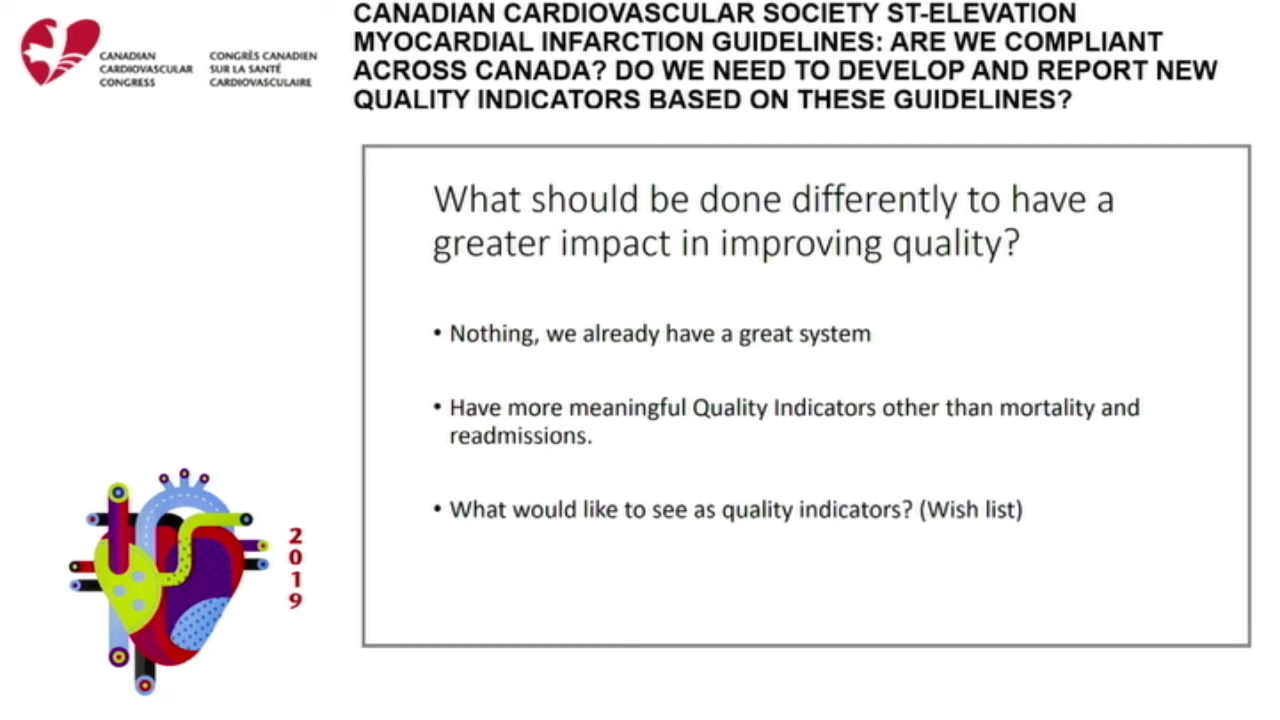 CANADIAN
CARDIOVASCULAR
CONGRESS
CONGRÈS CANADIEN
SUR LA SANTÉ
CARDIOVASCULAIRE
CANADIAN CARDIOVASCULAR SOCIETY ST-ELEVATION
MYOCARDIAL INFARCTION GUIDELINES: ARE WE COMPLIANT
ACROSS CANADA? DO WE NEED TO DEVELOP AND REPORT NEW
QUALITY INDICATORS BASED ON THESE GUIDELINES?
What should be done differently to have a
greater impact in improving quality?
• Nothing, we already have a great system
• Have more meaningful Quality Indicators other than mortality and
readmissions.
• What would like to see as quality indicators? (Wish list)
2
0
1
9